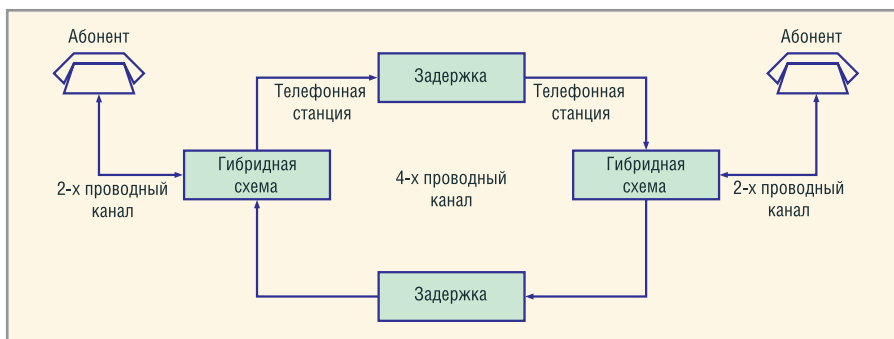 Абонент
Абонент
Задержка
Телефонная
станция
Телефонная
станция
Гибридная
схема
4-х проводный
канал
Гибридная
схема
2-х проводный
канал
2-х проводный
канал
Задержка